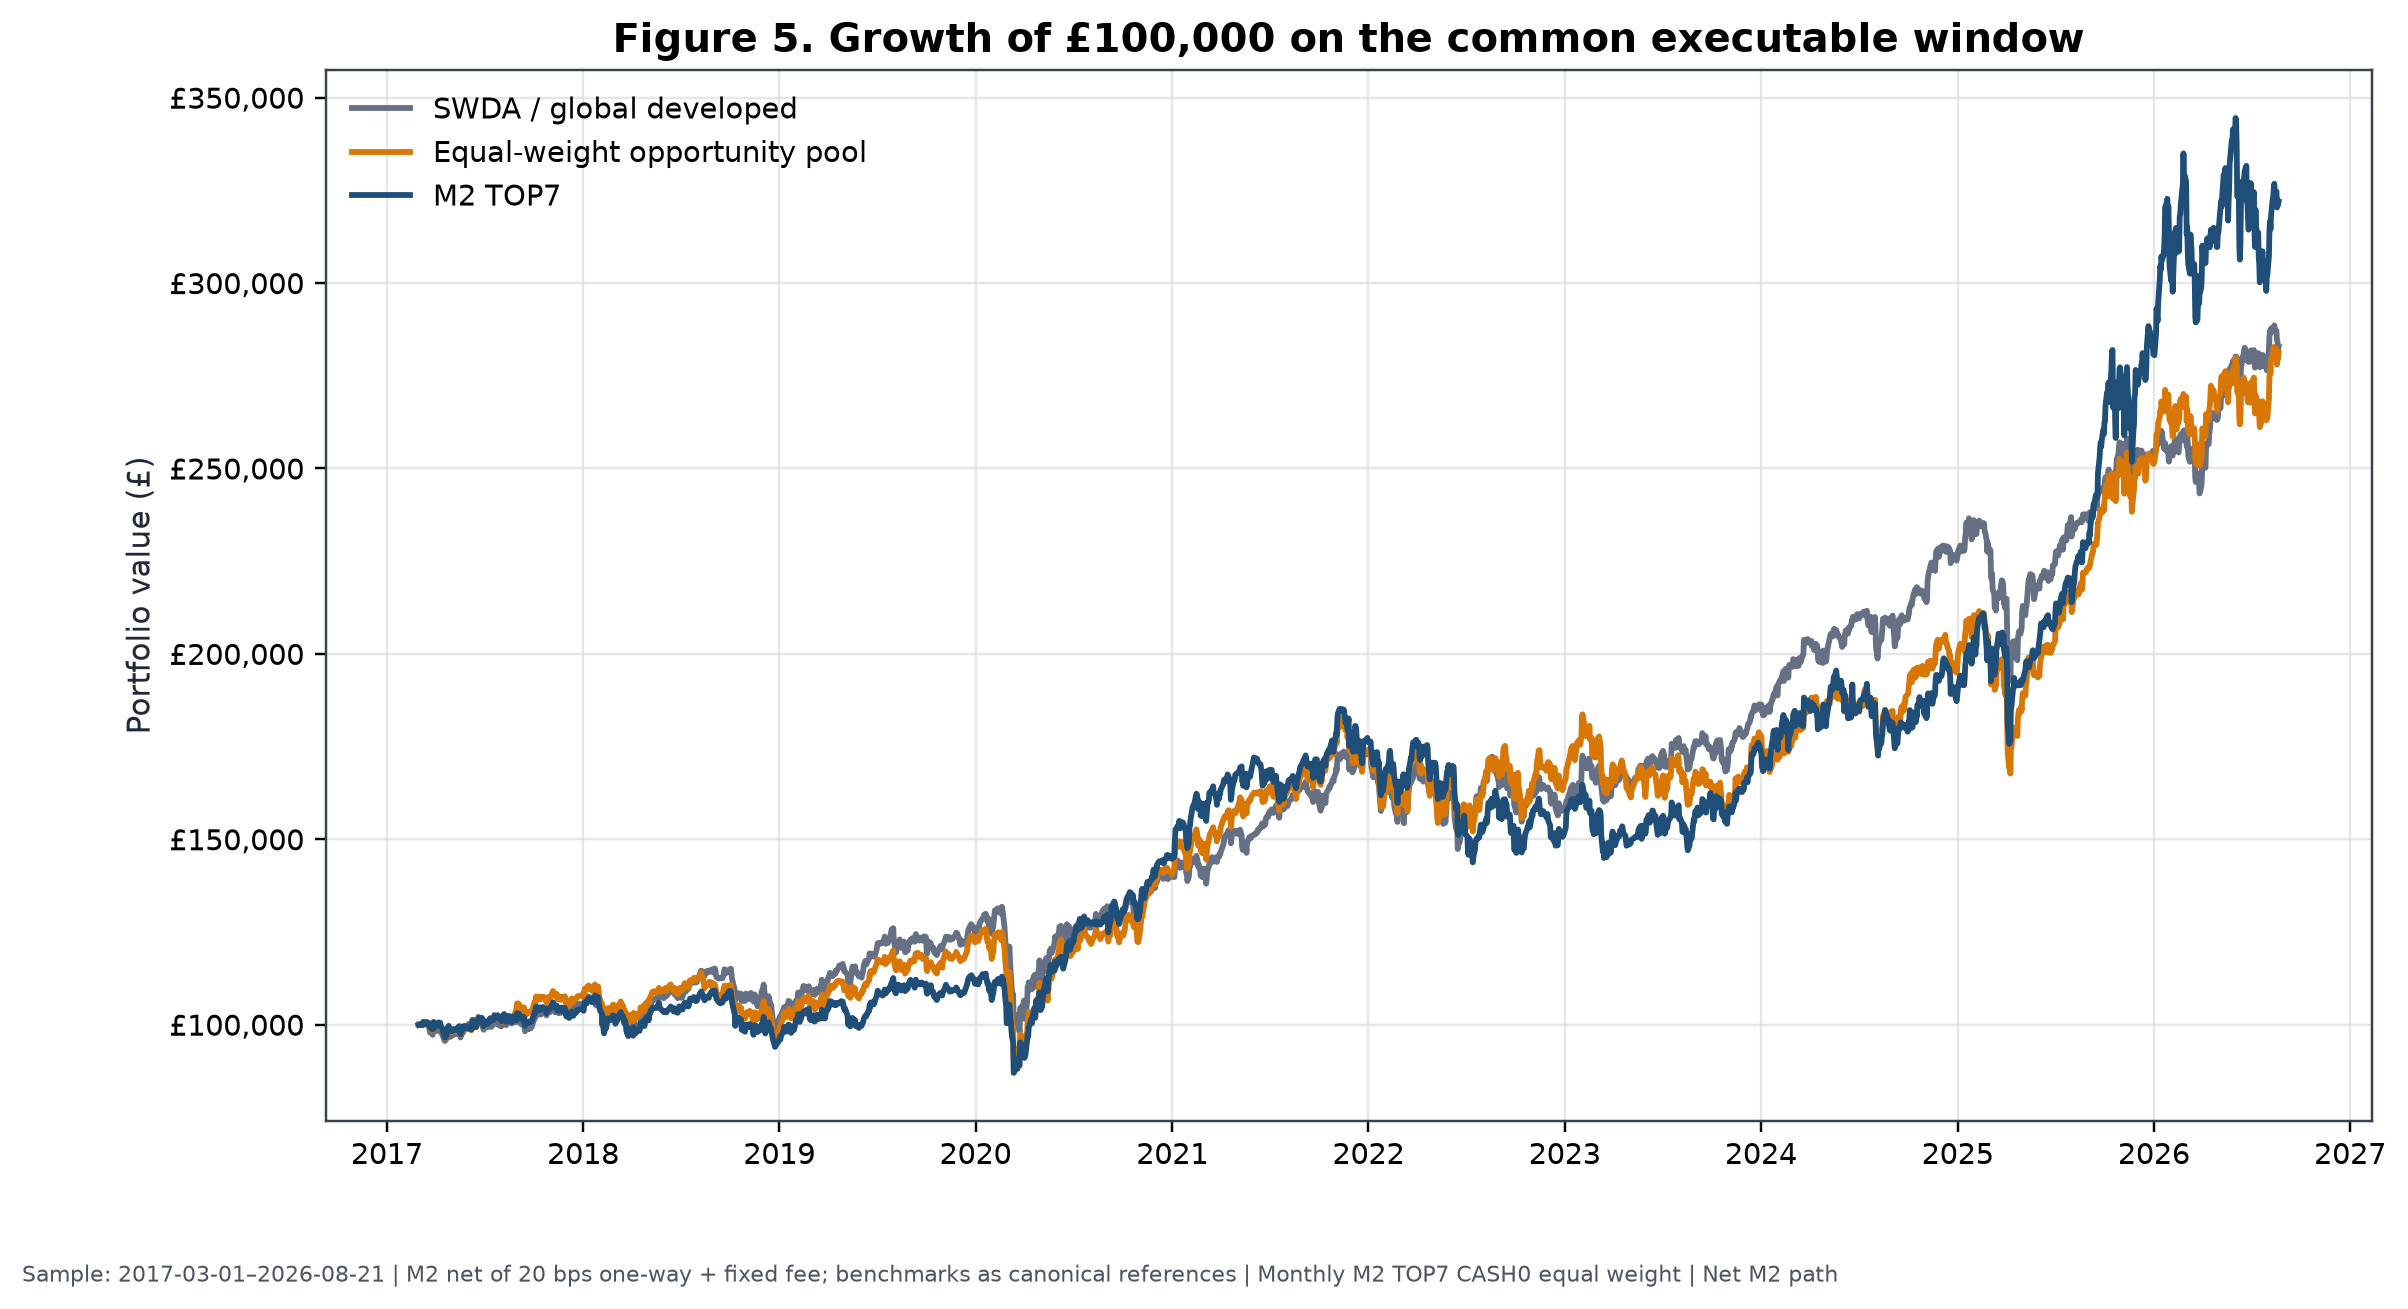 Figure 5. Growth of £100,000 on the common executable window
SWDA / global developed
Equal-weight opportunity pool
M2 TOP7
Portfolio value (£)
£350,000
£300,000
£250,000
£200,000
£150,000
£100,000
2017 2018 2019 2020 2021 2022 2023 2024 2025 2026 2027
Sample: 2017-03-01–2026-08-21 | M2 net of 20 bps one-way + fixed fee; benchmarks as canonical references | Monthly M2 TOP7 CASH0 equal weight | Net M2 path